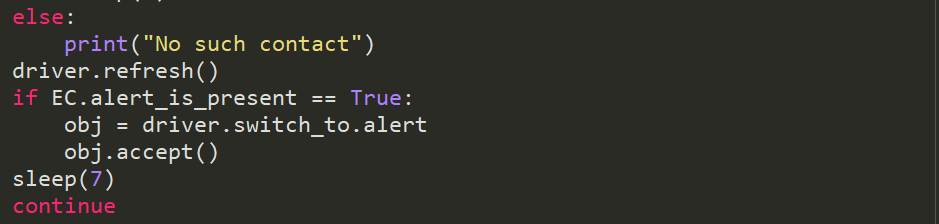 else:
    print("No such contact")
driver.refresh()
if EC.alert_is_present == True:
    obj = driver.switch_to.alert
    obj.accept()
sleep(7)
continue